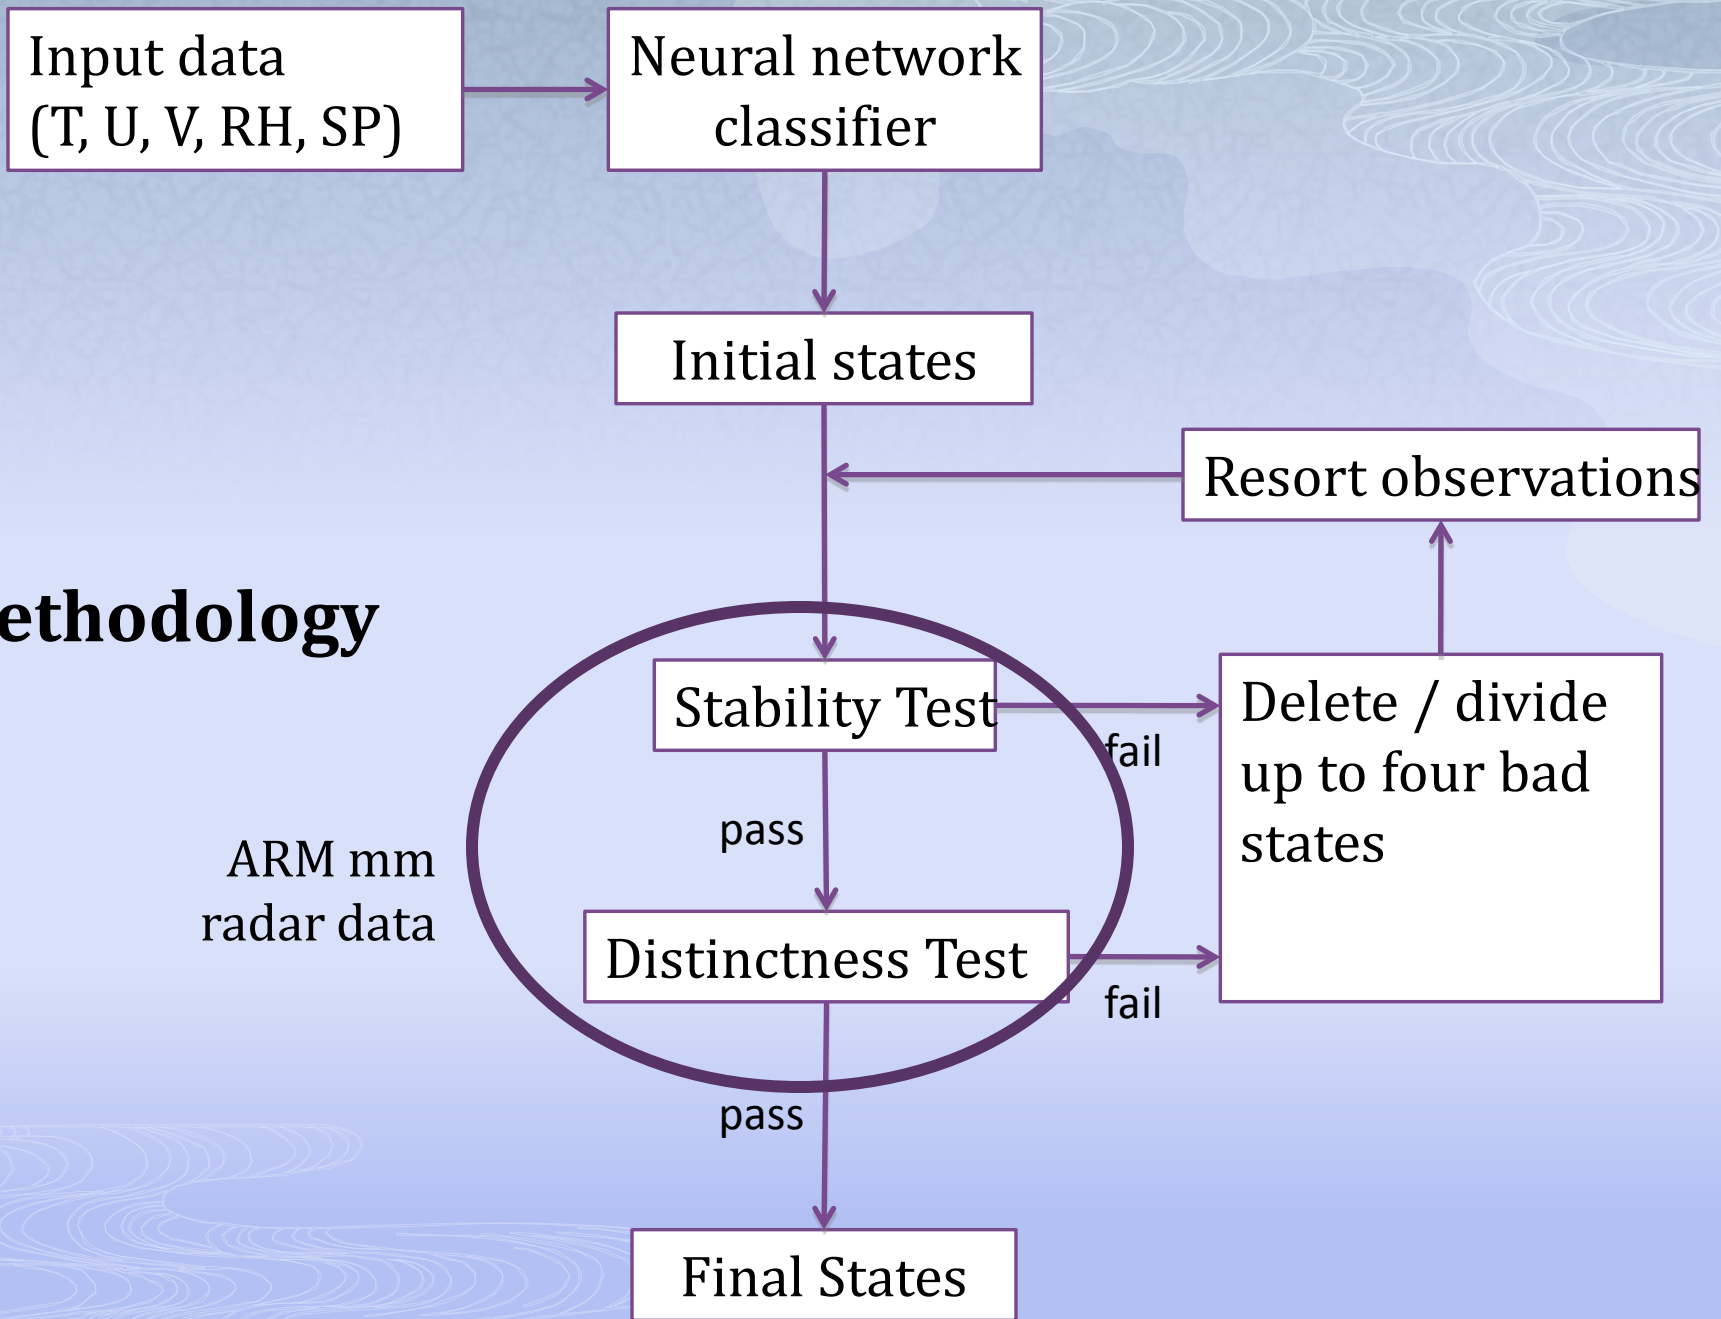 Input data
(T, U, V, RH, SP)
Neural network
classifier
Initial states
Resort observations
ethodology
Stability Test
fail
Delete / divide
up to four bad
states
pass
ARM mm
radar data
Distinctness Test
fail
pass
Final States